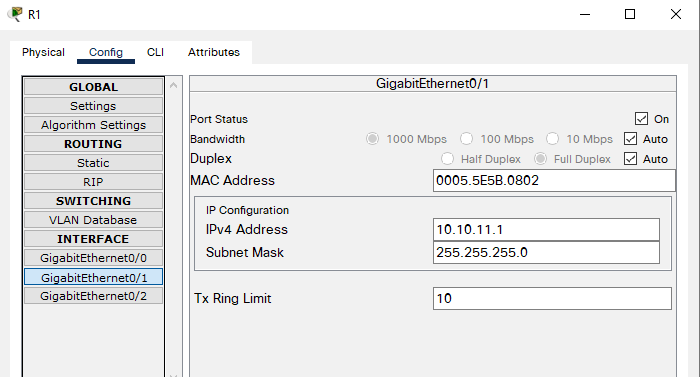 R1
Physical Config CLI Attributes
GLOBAL
Settings
Algorithm Settings
ROUTING
Static
RIP
SWITCHING
VLAN Database
INTERFACE
GigabitEthernet0/0
GigabitEthernet0/1
GigabitEthernet0/2
GigabitEthernet0/1
Port Status On
Bandwidth 1000 Mbps 100 Mbps 10 Mbps Auto
Duplex Half Duplex Full Duplex Auto
MAC Address 0005.5E5B.0802
IP Configuration
IPv4 Address 10.10.11.1
Subnet Mask 255.255.255.0
Tx Ring Limit 10